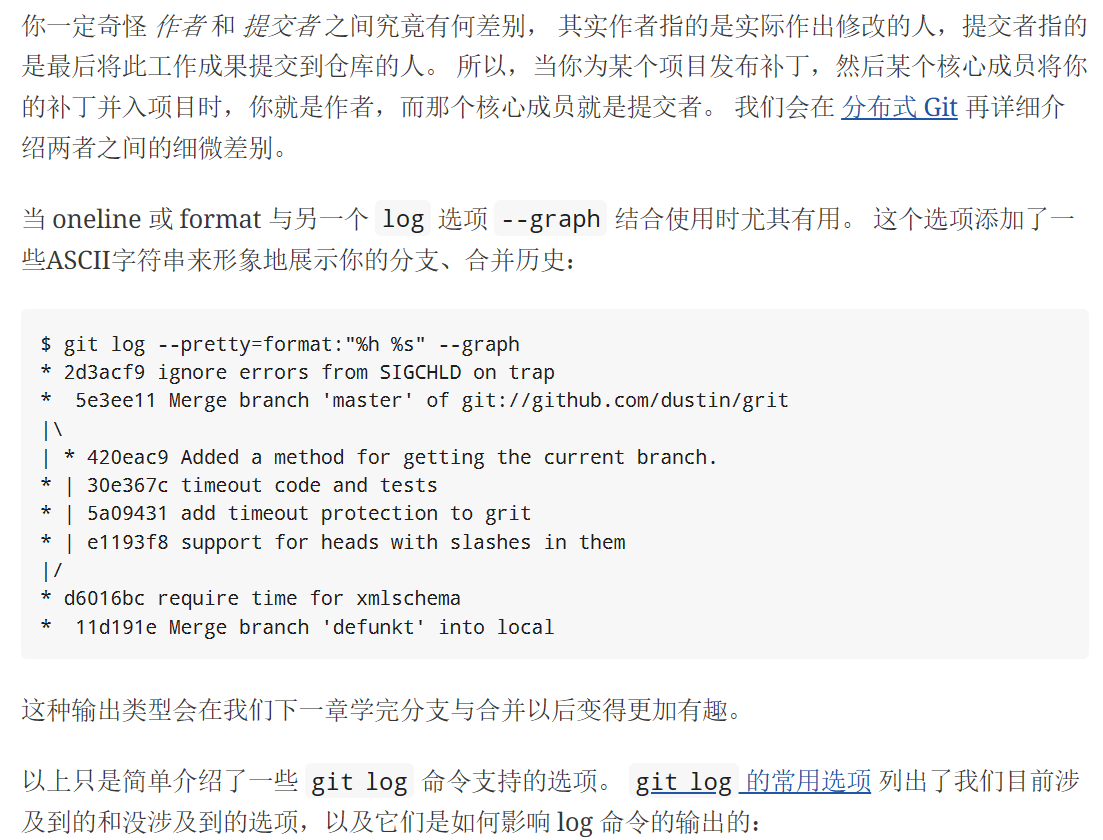 你一定奇怪 作者 和 提交者 之间究竟有何差别， 其实作者指的是实际作出修改的人，提交者指的
是最后将此工作成果提交到仓库的人。 所以，当你为某个项目发布补丁，然后某个核心成员将你
的补丁并入项目时，你就是作者，而那个核心成员就是提交者。 我们会在 分布式 Git 再详细介
绍两者之间的细微差别。
当 oneline 或 format 与另一个 log 选项 --graph 结合使用时尤其有用。 这个选项添加了一
些ASCII字符串来形象地展示你的分支、合并历史：
$ git log --pretty=format:"%h %s" --graph
* 2d3acf9 ignore errors from SIGCHLD on trap
*  5e3ee11 Merge branch 'master' of git://github.com/dustin/grit
|\
| * 420eac9 Added a method for getting the current branch.
* | 30e367c timeout code and tests
* | 5a09431 add timeout protection to grit
* | e1193f8 support for heads with slashes in them
|/
* d6016bc require time for xmlschema
*  11d191e Merge branch 'defunkt' into local
这种输出类型会在我们下一章学完分支与合并以后变得更加有趣。
以上只是简单介绍了一些 git log 命令支持的选项。 git log 的常用选项 列出了我们目前涉
及到的和没涉及到的选项，以及它们是如何影响 log 命令的输出的：